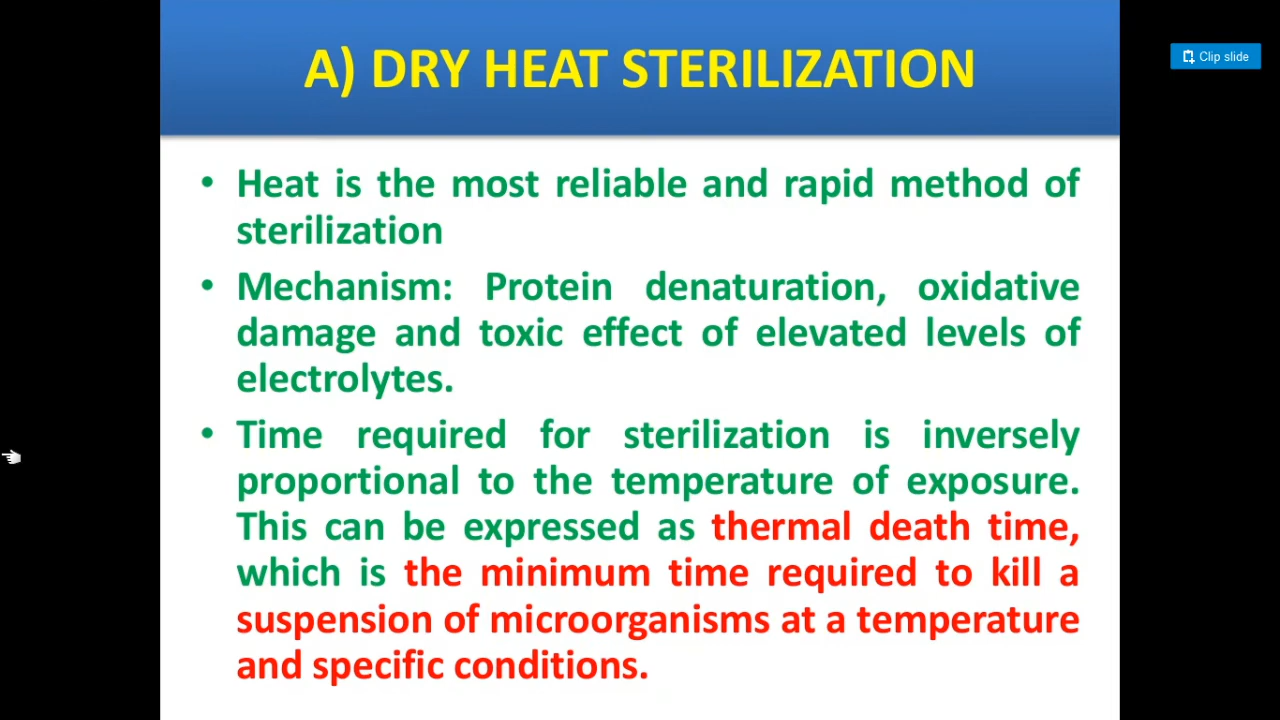 A) DRY HEAT STERILIZATION
Clip slide
• Heat is the most reliable and rapid method of
sterilization
• Mechanism: Protein denaturation, oxidative
damage and toxic effect of elevated levels of
electrolytes.
• Time required for sterilization is inversely
proportional to the temperature of exposure.
This can be expressed as thermal death time,
which is the minimum time required to kill a
suspension of microorganisms at a temperature
and specific conditions.